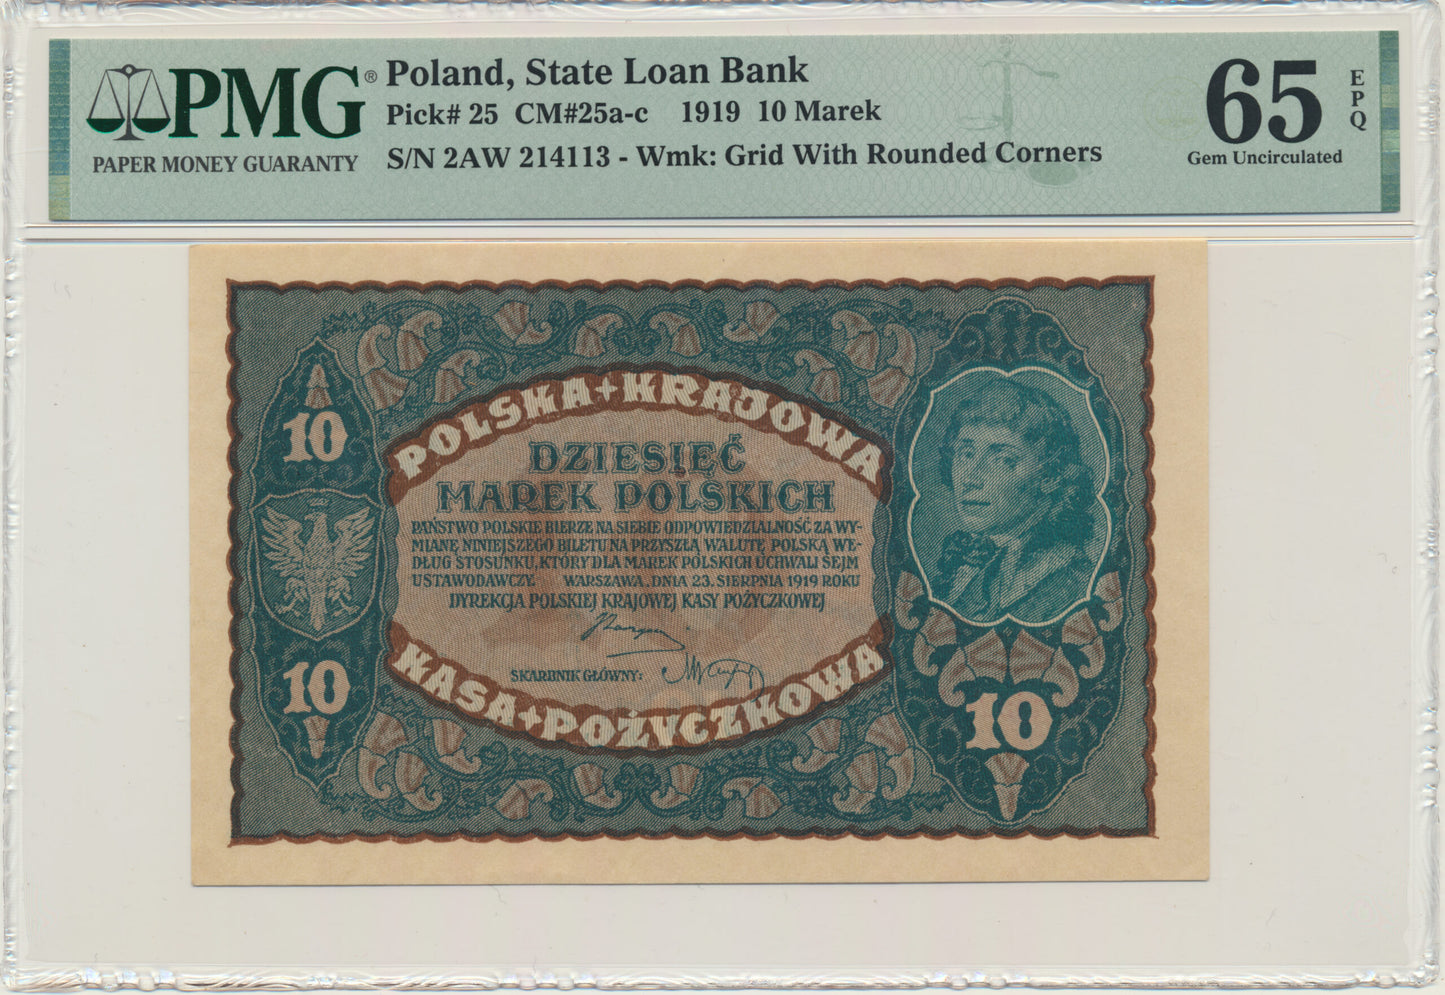 PMG® Poland, State Loan Bank
Pick# 25 CM#25a-c 1919 10 Marek
PAPER MONEY GUARANTY
S/N 2AW 214113 - Wmk: Grid With Rounded Corners
65 EPQ
Gem Uncirculated
POLSKA + KRAJOWA
10
DZIESIĘĆ
MAREK POLSKICH
PAŃSTWO POLSKIE BIERZE NA SIEBIE ODPOWIEDZIALNOŚĆ ZA WY-
MIANĘ NINIEJSZEGO BILETU NA PRZYSZŁĄ WALUTĘ POLSKĄ WE-
DŁUG STOSUNKU, KTÓRY DLA MAREK POLSKICH UCHWALI SEJM
USTAWODAWCZY. WARSZAWA, DNIA 23. SIERPNIA 1919 ROKU
DYREKCJA POLSKIEJ KRAJOWEJ KASY POŻYCZKOWEJ
SKARBNIK GŁÓWNY:
10
10
KASA + POŻYCZKOWA